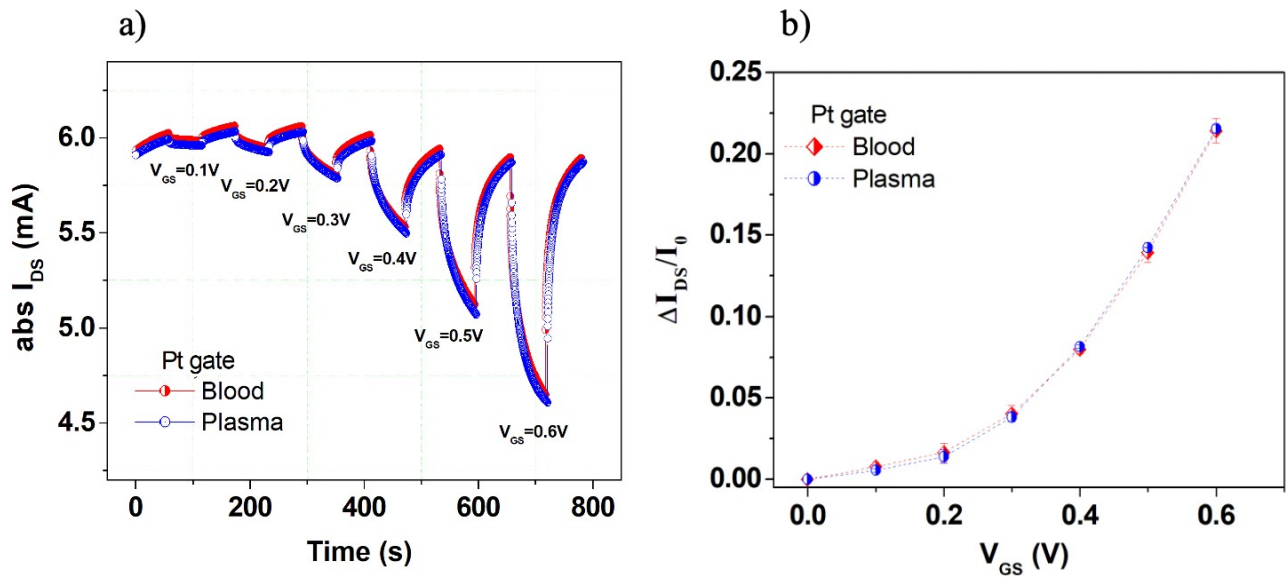 a)
abs I_DS (mA)
6.0
5.5
5.0
4.5
V_GS=0.1V
V_GS=0.2V
V_GS=0.3V
V_GS=0.4V
V_GS=0.5V
V_GS=0.6V
Pt gate
Blood
Plasma
0 200 400 600 800
Time (s)
b)
ΔI_DS/I_0
0.25
0.20
0.15
0.10
0.05
0.00
Pt gate
Blood
Plasma
0.0 0.2 0.4 0.6
V_GS (V)